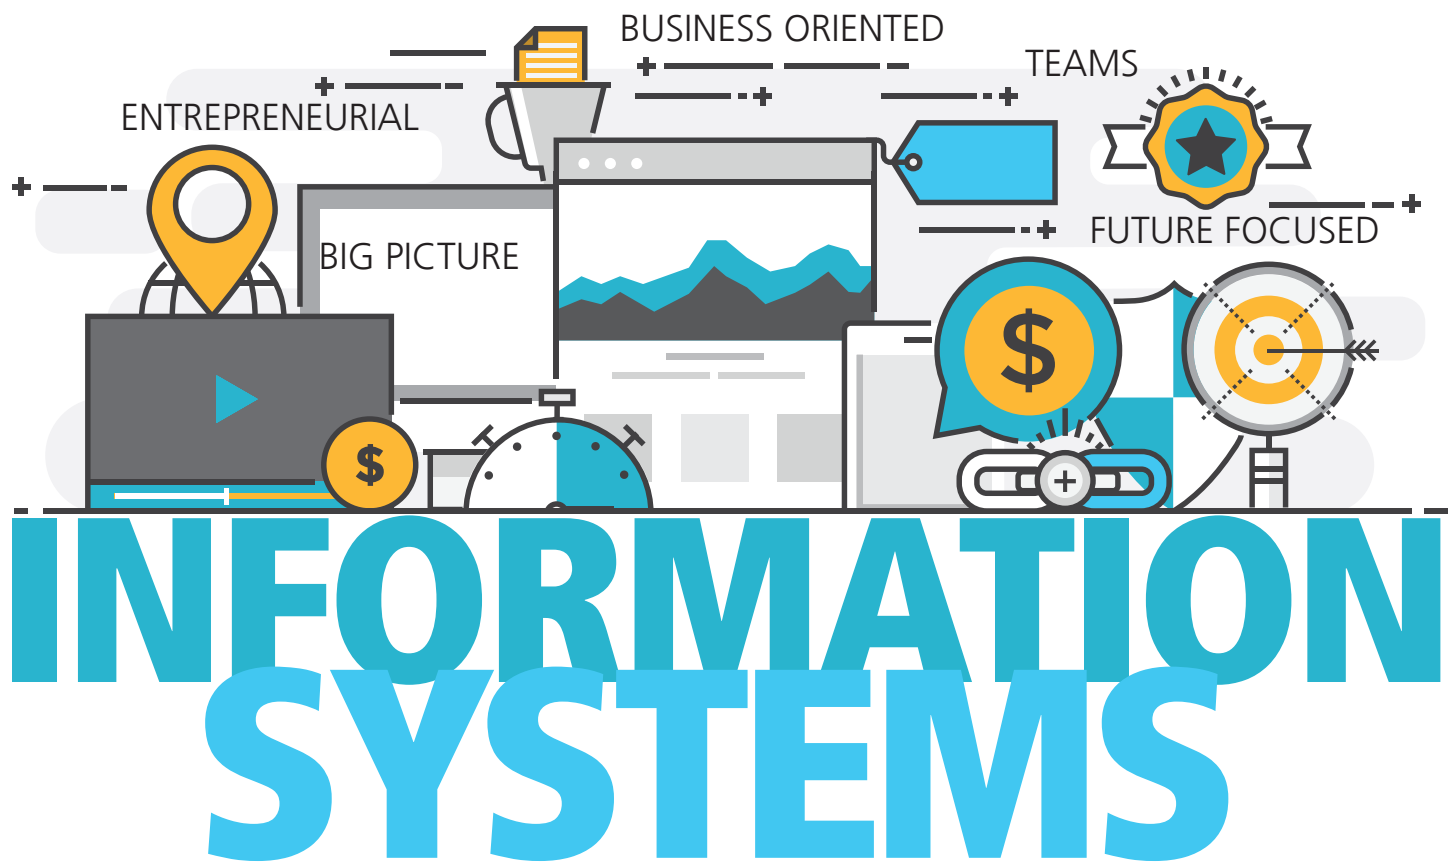 BUSINESS ORIENTED
TEAMS
ENTREPRENEURIAL
FUTURE FOCUSED
BIG PICTURE
$
$
INFORMATION
SYSTEMS